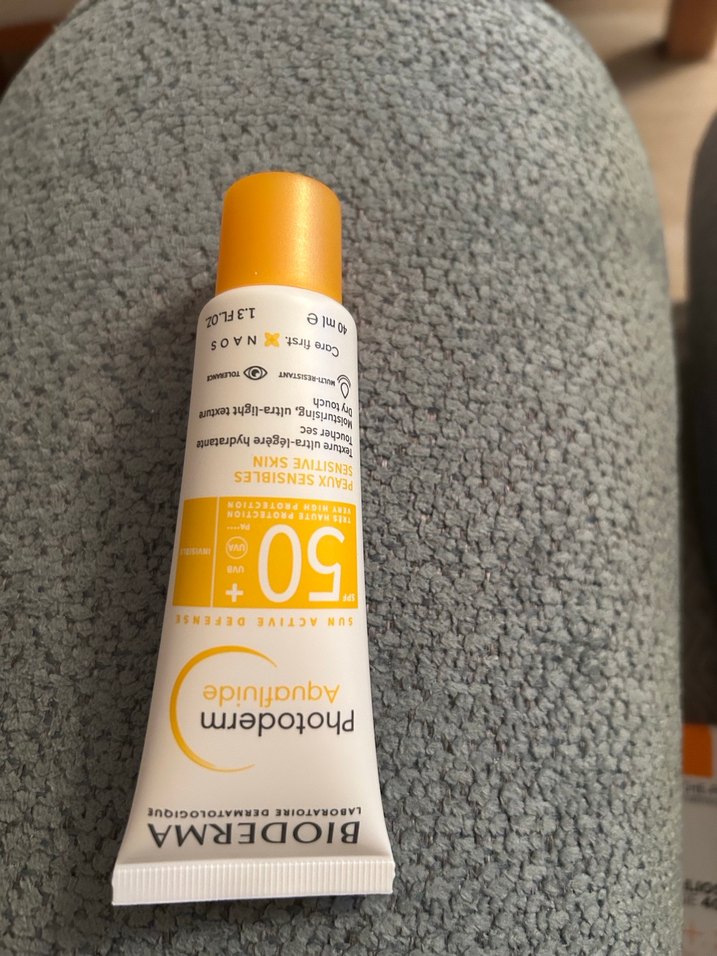 BIODERMA
LABORATOIRE DERMATOLOGIQUE
Photoderm
Aquafluide
SUN ACTIVE DEFENSE
SPF 50+
UVB
UVA
PA++++
INVISIBLE
TRÈS HAUTE PROTECTION
VERY HIGH PROTECTION
PEAUX SENSIBLES
SENSITIVE SKIN
Texture ultra-légère hydratante
Toucher sec
Moisturising, ultra-light texture
Dry touch
MULTI-RESISTANT
TOLERANCE
Care first. NAOS
40 ml e 1.3 FL.OZ.